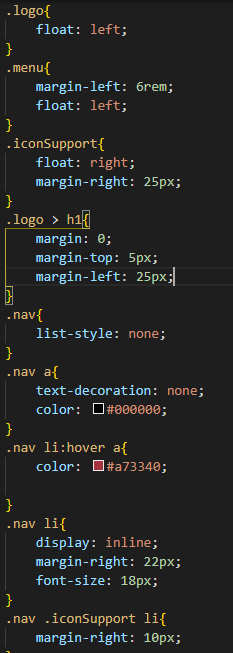 .logo{
    float: left;
}
.menu{
    margin-left: 6rem;
    float: left;
}
.iconSupport{
    float: right;
    margin-right: 25px;
}
.logo > h1{
    margin: 0;
    margin-top: 5px;
    margin-left: 25px;
}
.nav{
    list-style: none;
}
.nav a{
    text-decoration: none;
    color: #000000;
}
.nav li:hover a{
    color: #a73340;

}
.nav li{
    display: inline;
    margin-right: 22px;
    font-size: 18px;
}
.nav .iconSupport li{
    margin-right: 10px;